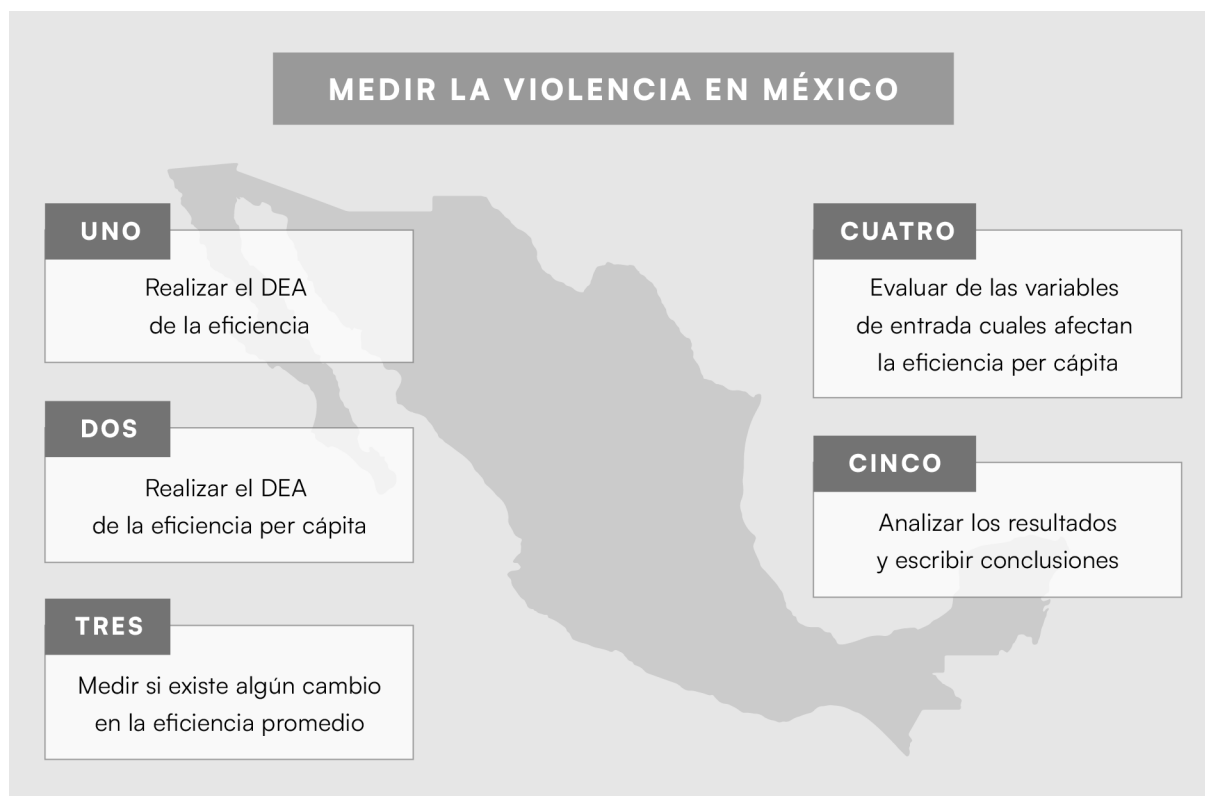 MEDIR LA VIOLENCIA EN MÉXICO
UNO
Realizar el DEA
de la eficiencia
DOS
Realizar el DEA
de la eficiencia per cápita
TRES
Medir si existe algún cambio
en la eficiencia promedio
CUATRO
Evaluar de las variables
de entrada cuales afectan
la eficiencia per cápita
CINCO
Analizar los resultados
y escribir conclusiones